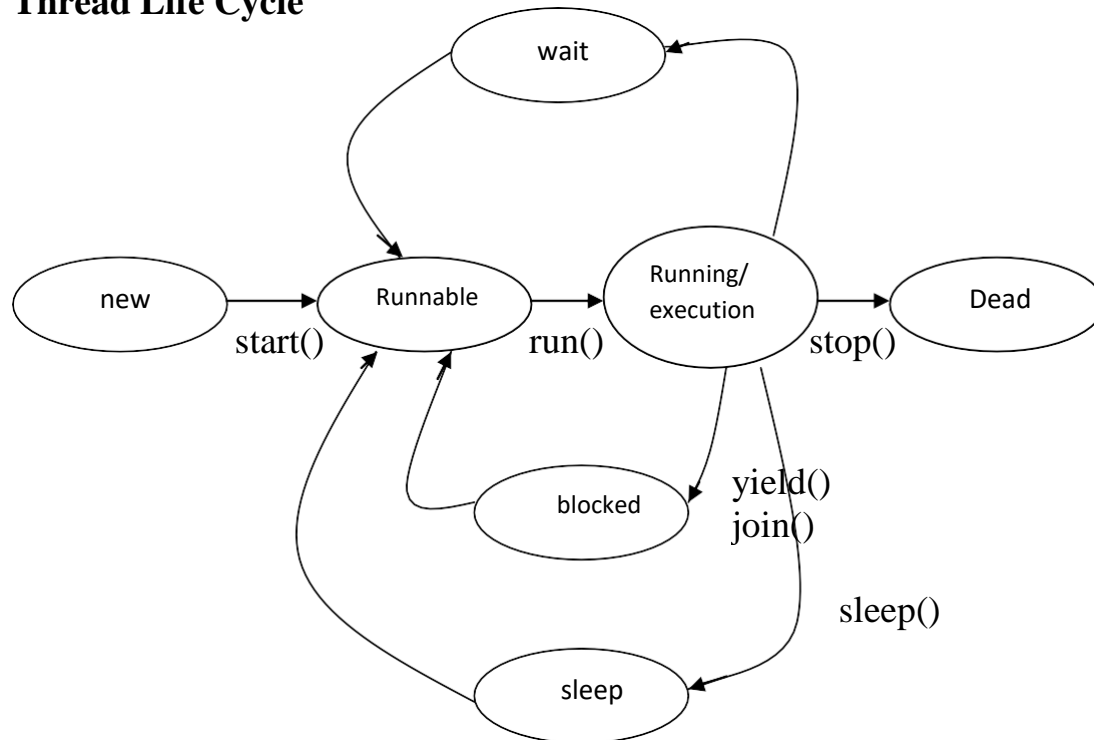 Thread Life Cycle
wait
new
Runnable
Running/
execution
Dead
start()
run()
stop()
blocked
yield()
join()
sleep()
sleep